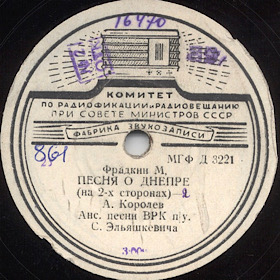 16470
КОМИТЕТ
ПО РАДИОФИКАЦИИ и РАДИОВЕЩАНИЮ
ПРИ СОВЕТЕ МИНИСТРОВ СССР
ФАБРИКА ЗВУКОЗАПИСИ
861
МГФ Д 3221
Фрадкин М.
ПЕСНЯ О ДНЕПРЕ
(на 2-х сторонах)-2
А. Королев
Анс. песни ВРК п/у.
С. Эльяшкевича